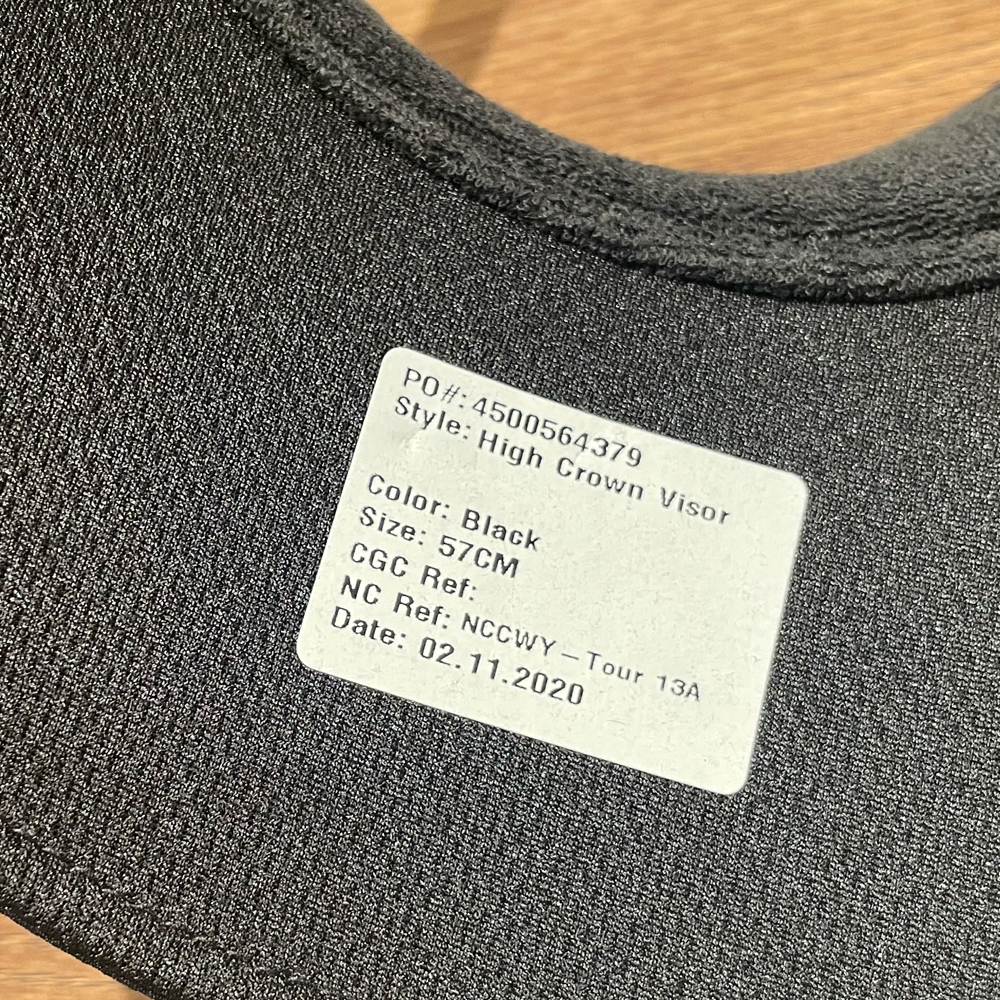 PO#: 4500564379
Style: High Crown Visor
Color: Black
Size: 57CM
CGC Ref:
NC Ref: NCCWY-Tour 13A
Date: 02.11.2020